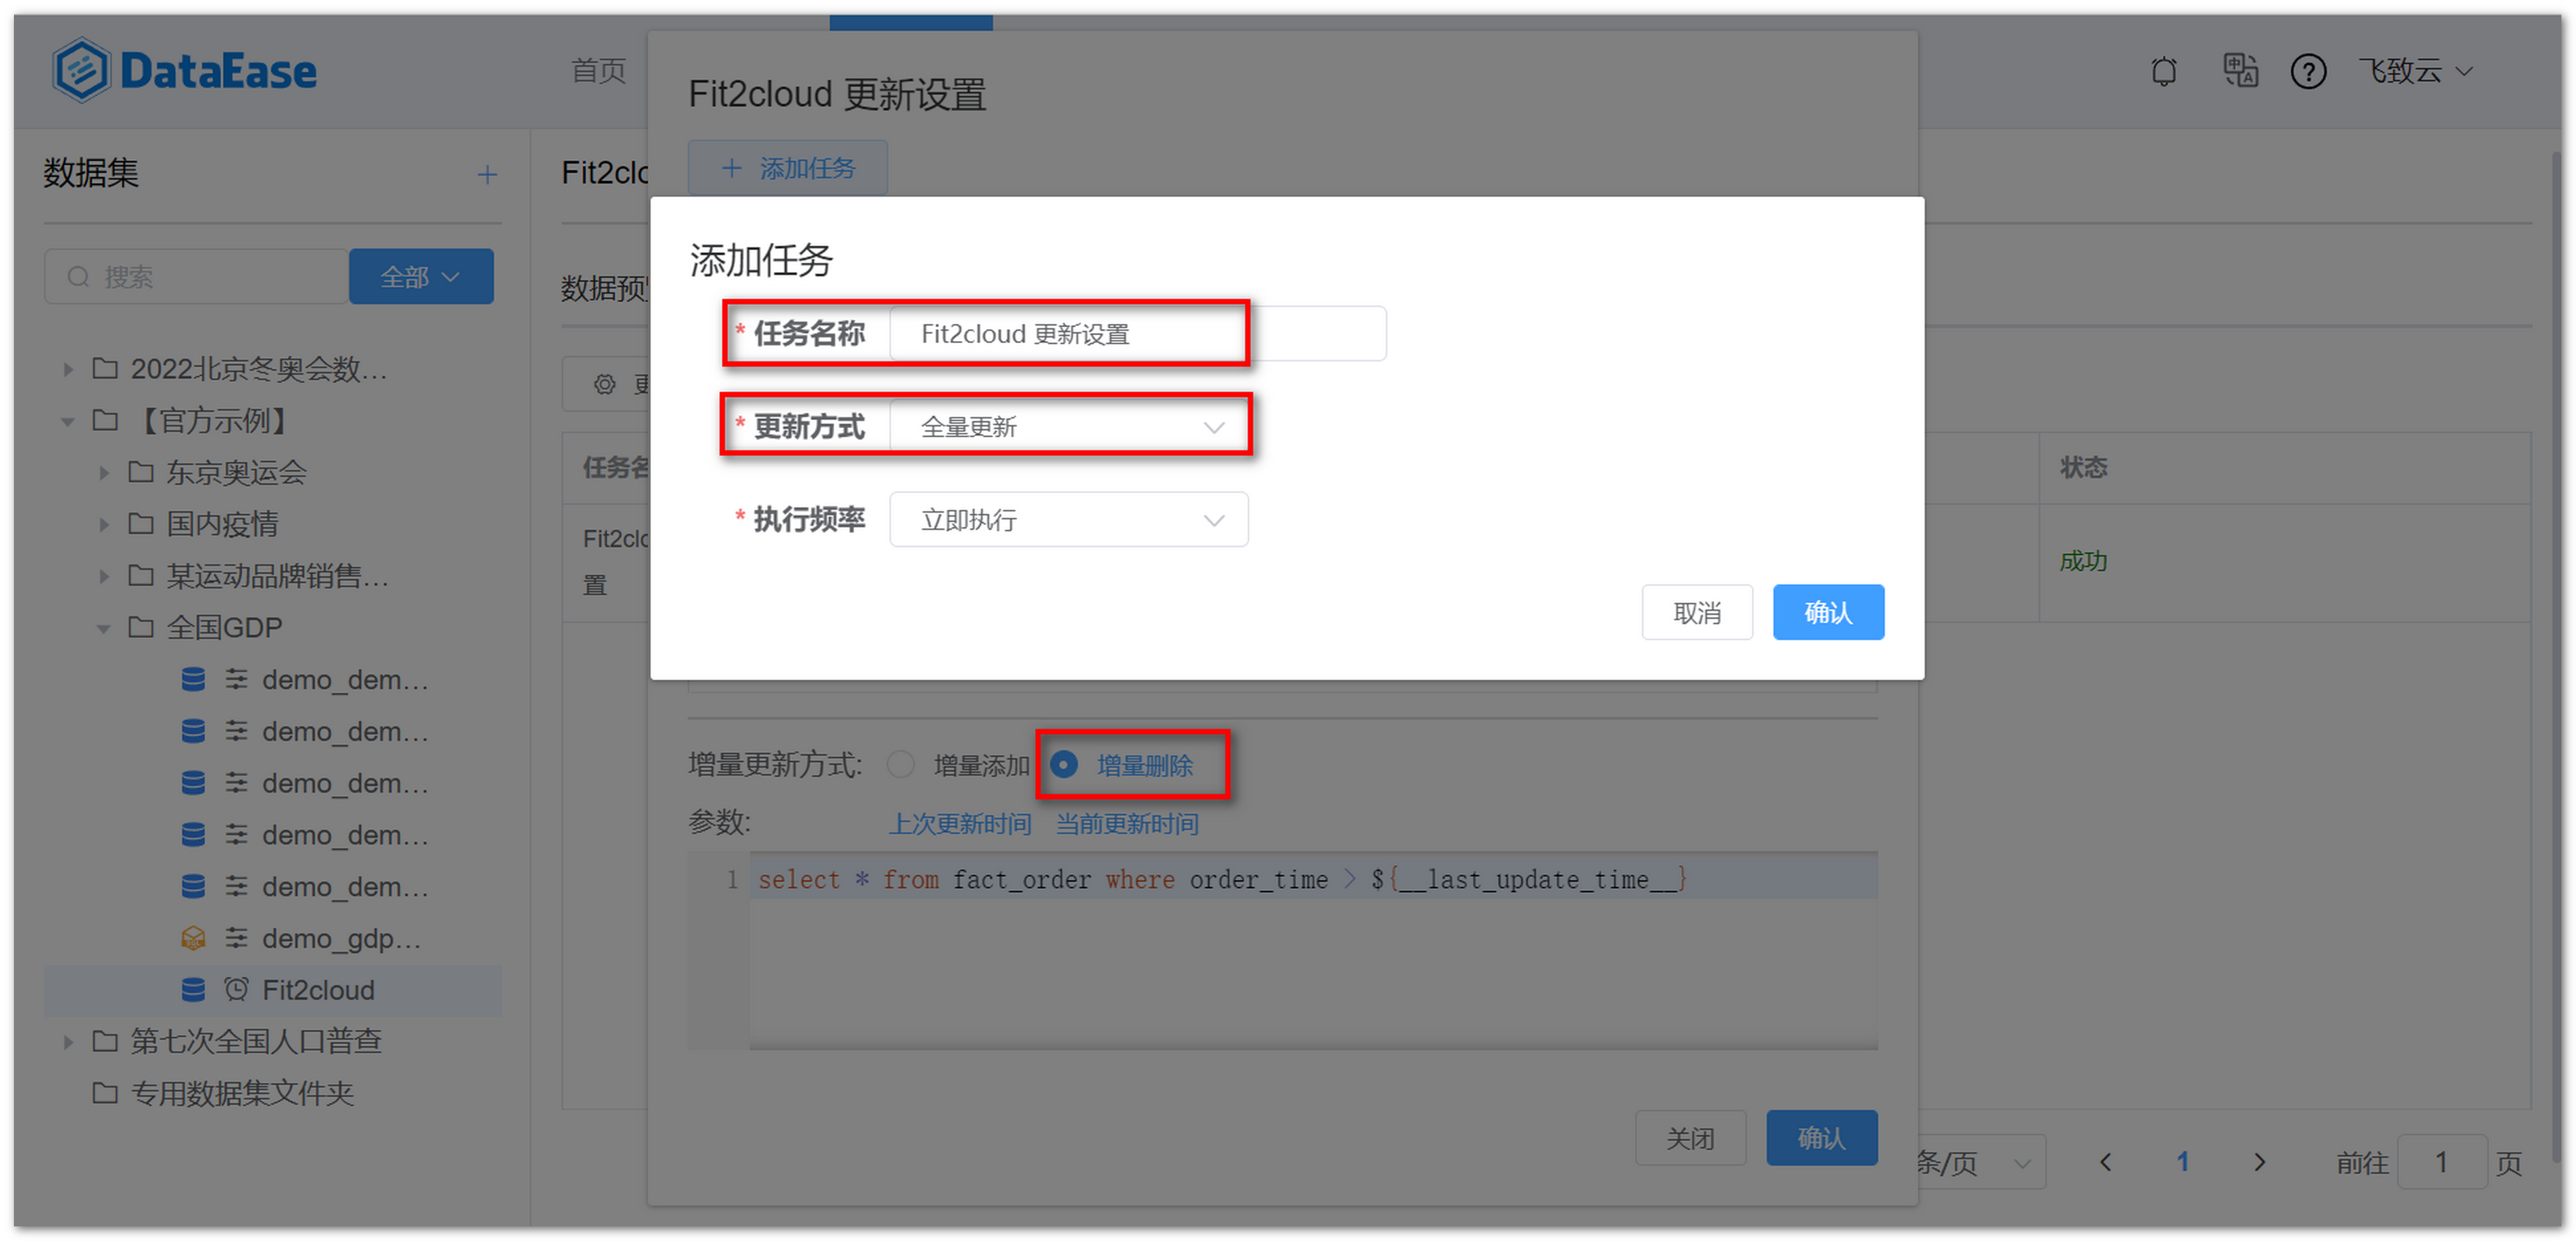 DataEase
首页
飞致云
数据集
搜索
全部
2022北京冬奥会数...
【官方示例】
东京奥运会
国内疫情
某运动品牌销售...
全国GDP
demo_dem...
demo_dem...
demo_dem...
demo_dem...
demo_dem...
demo_gdp...
Fit2cloud
第七次全国人口普查
专用数据集文件夹
Fit2clo
数据预
更
任务名
状态
Fit2clo
置
成功
Fit2cloud 更新设置
+ 添加任务
添加任务
* 任务名称 Fit2cloud 更新设置
* 更新方式 全量更新
* 执行频率 立即执行
取消 确认
增量更新方式: 增量添加 增量删除
参数: 上次更新时间 当前更新时间
1 select * from fact_order where order_time > ${__last_update_time__}
关闭 确认
条/页 < 1 > 前往 1 页